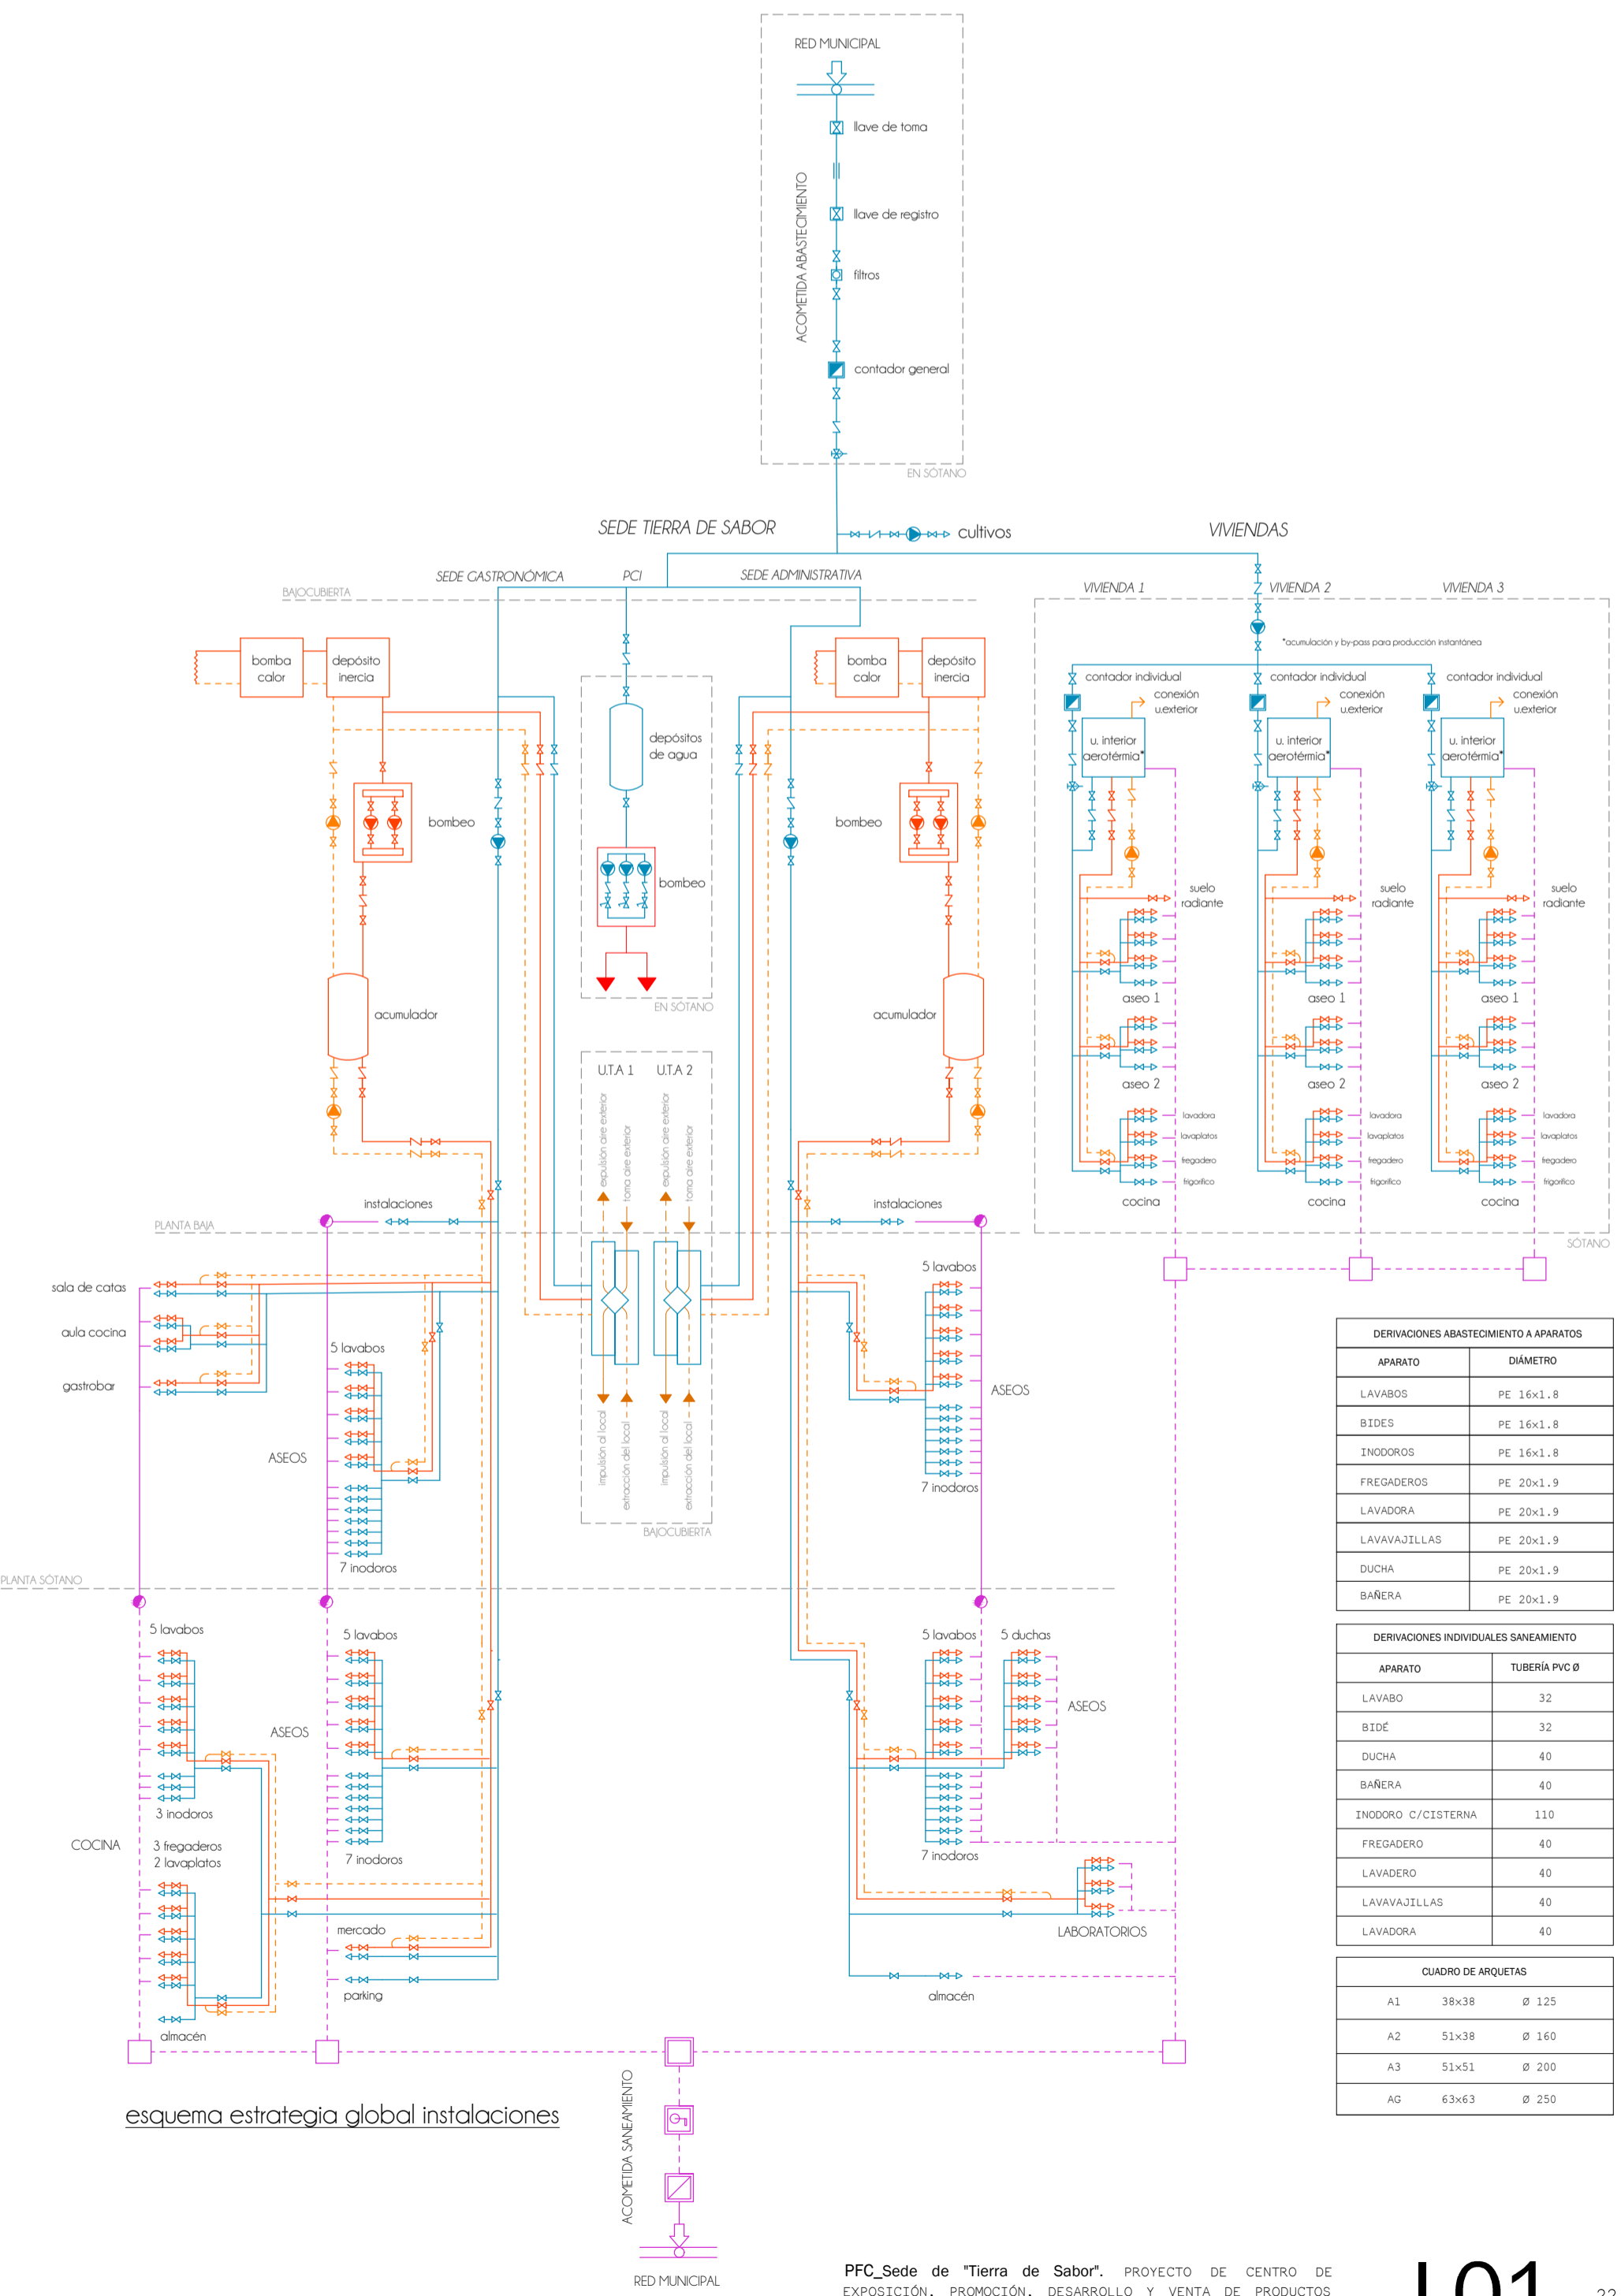 RED MUNICIPAL
llave de toma
ACOMETIDA ABASTECIMIENTO
llave de registro
filtros
contador general
EN SÓTANO
SEDE TIERRA DE SABOR
cultivos
VIVIENDAS
SEDE GASTRONÓMICA
PCI
SEDE ADMINISTRATIVA
BAJOCUBIERTA
VIVIENDA 1
VIVIENDA 2
VIVIENDA 3
*acumulación y by-pass para producción instantánea
bomba
calor
depósito
inercia
bomba
calor
depósito
inercia
contador individual
contador individual
contador individual
conexión
u.exterior
conexión
u.exterior
conexión
u.exterior
depósitos
de agua
u. interior
aerotérmia*
u. interior
aerotérmia*
u. interior
aerotérmia*
bombeo
bombeo
bombeo
suelo
radiante
suelo
radiante
suelo
radiante
aseo 1
aseo 1
aseo 1
EN SÓTANO
acumulador
acumulador
U.T.A 1
U.T.A 2
aseo 2
aseo 2
aseo 2
expulsión aire exterior
toma aire exterior
expulsión aire exterior
toma aire exterior
lavadora
lavaplatos
fregadero
frigorífico
lavadora
lavaplatos
fregadero
frigorífico
lavadora
lavaplatos
fregadero
frigorífico
cocina
cocina
cocina
instalaciones
instalaciones
PLANTA BAJA
SÓTANO
sala de catas
aula cocina
gastrobar
5 lavabos
ASEOS
7 inodoros
5 lavabos
ASEOS
7 inodoros
impulsión al local
extracción del local
impulsión al local
extracción del local
BAJOCUBIERTA
PLANTA SÓTANO
5 lavabos
3 inodoros
COCINA
3 fregaderos
2 lavaplatos
almacén
5 lavabos
ASEOS
7 inodoros
mercado
parking
5 lavabos
5 duchas
ASEOS
7 inodoros
LABORATORIOS
almacén
DERIVACIONES ABASTECIMIENTO A APARATOS
APARATO DIÁMETRO
LAVABOS PE 16x1.8
BIDES PE 16x1.8
INODOROS PE 16x1.8
FREGADEROS PE 20x1.9
LAVADORA PE 20x1.9
LAVAVAJILLAS PE 20x1.9
DUCHA PE 20x1.9
BAÑERA PE 20x1.9
DERIVACIONES INDIVIDUALES SANEAMIENTO
APARATO TUBERÍA PVC Ø
LAVABO 32
BIDÉ 32
DUCHA 40
BAÑERA 40
INODORO C/CISTERNA 110
FREGADERO 40
LAVADERO 40
LAVAVAJILLAS 40
LAVADORA 40
CUADRO DE ARQUETAS
A1 38x38 Ø 125
A2 51x38 Ø 160
A3 51x51 Ø 200
AG 63x63 Ø 250
esquema estrategia global instalaciones
ACOMETIDA SANEAMIENTO
RED MUNICIPAL
PFC_Sede de "Tierra de Sabor". PROYECTO DE CENTRO DE
EXPOSICIÓN, PROMOCIÓN, DESARROLLO Y VENTA DE PRODUCTOS